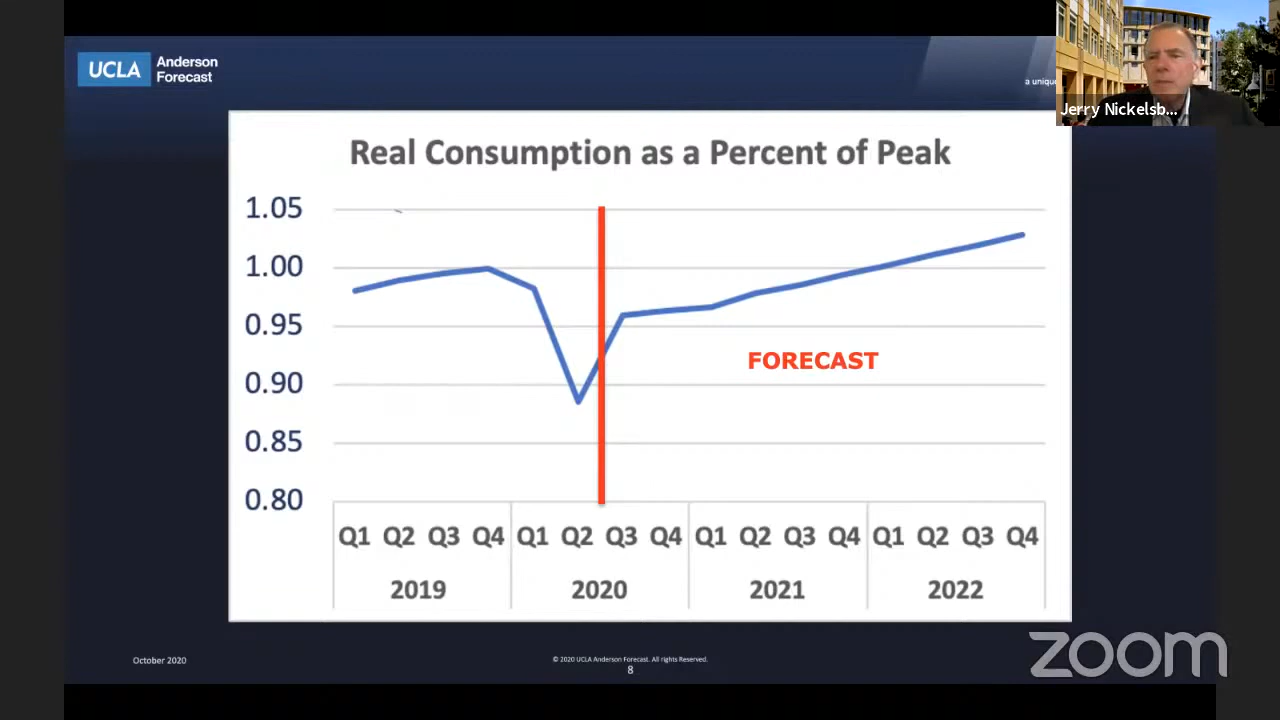 UCLA Anderson
Forecast
a unique
Jerry Nickelsb...
Real Consumption as a Percent of Peak
1.05
1.00
0.95
0.90
0.85
0.80
FORECAST
Q1 Q2 Q3 Q4 Q1 Q2 Q3 Q4 Q1 Q2 Q3 Q4 Q1 Q2 Q3 Q4
2019 2020 2021 2022
October 2020
© 2020 UCLA Anderson Forecast. All rights Reserved.
8
zoom